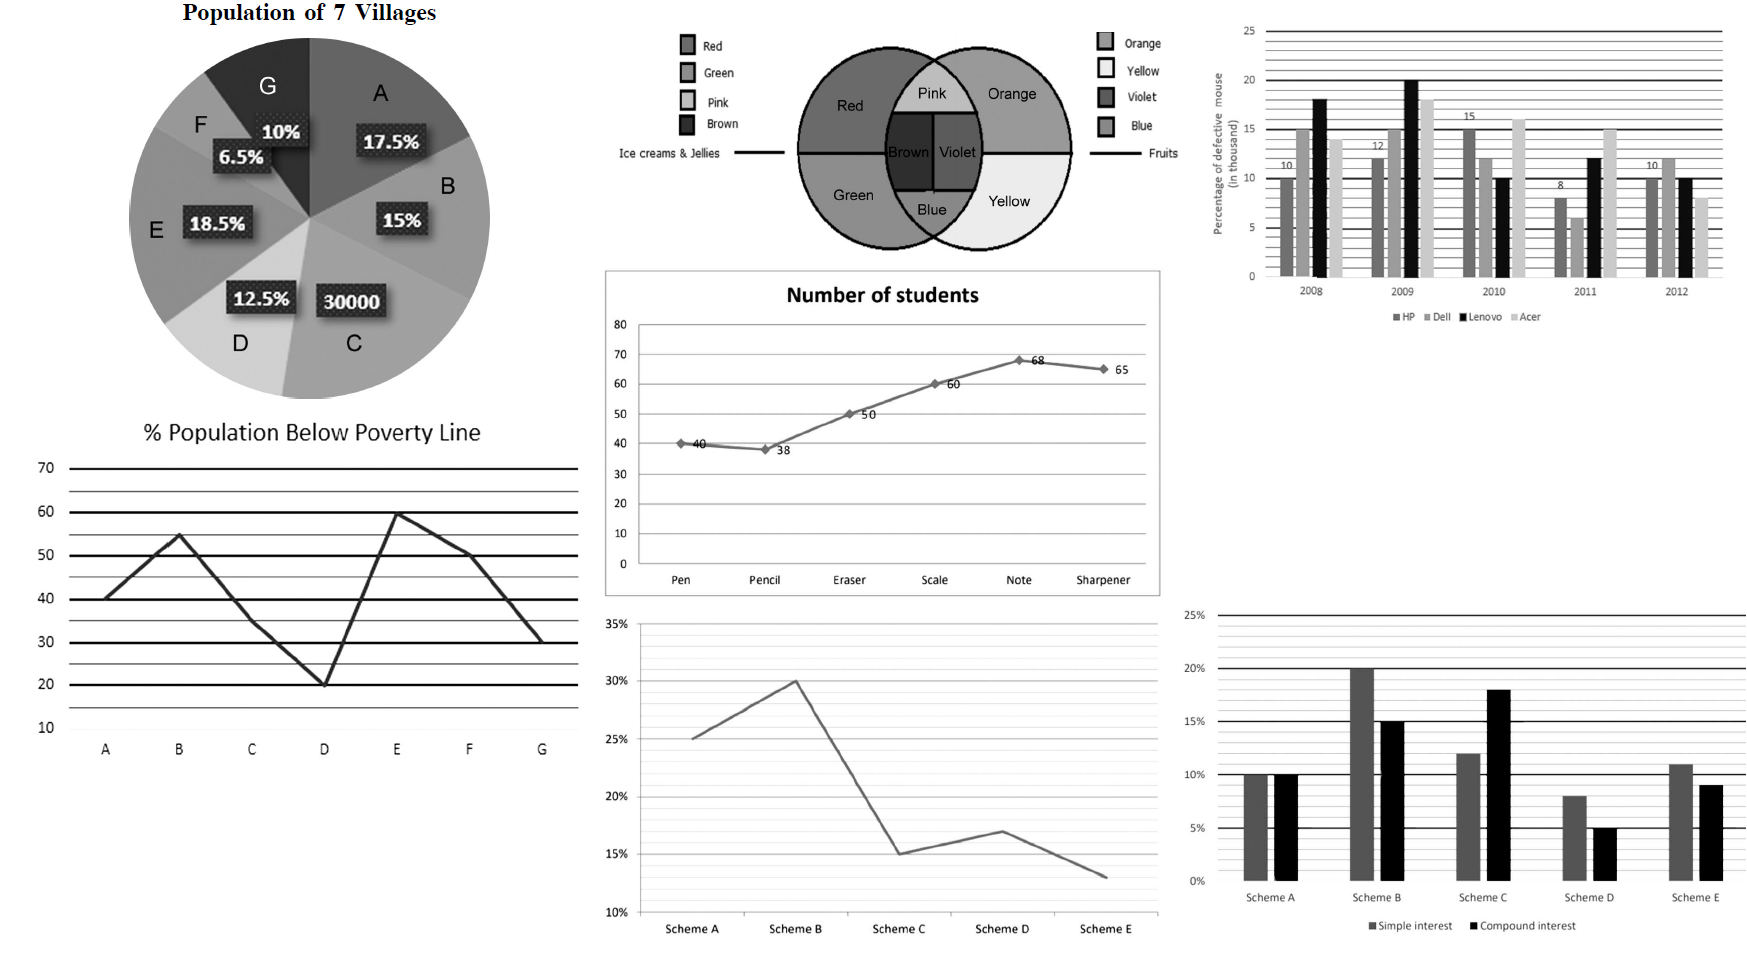 Population of 7 Villages
G
A
10%
17.5%
F
6.5%
B
E
18.5%
15%
12.5%
30000
D
C
% Population Below Poverty Line
70
60
50
40
30
20
10
A B C D E F G
Red
Green
Pink
Brown
Ice creams & Jellies
Red
Pink
Orange
Brown
Violet
Green
Blue
Yellow
Orange
Yellow
Violet
Blue
Fruits
Number of students
80
70
60
50
40
30
20
10
0
40
38
50
60
68
65
Pen Pencil Eraser Scale Note Sharpener
35%
30%
25%
20%
15%
10%
Scheme A Scheme B Scheme C Scheme D Scheme E
Percentage of defective mouse
(in thousand)
25
20
15
10
5
0
10
12
15
8
10
2008 2009 2010 2011 2012
HP Dell Lenovo Acer
25%
20%
15%
10%
5%
0%
Scheme A Scheme B Scheme C Scheme D Scheme E
Simple interest Compound interest